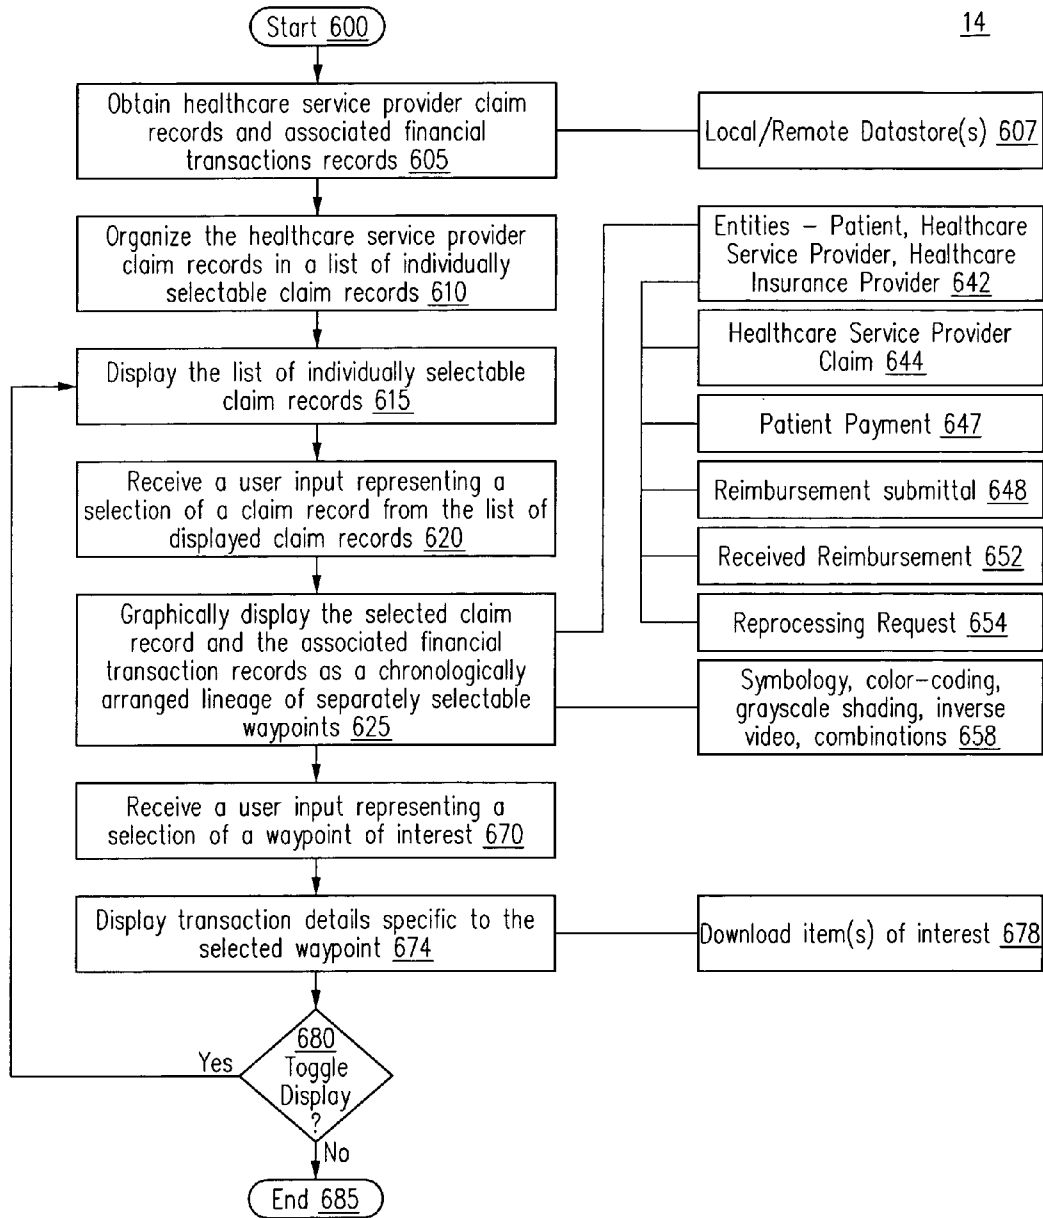 Start 600
14
Obtain healthcare service provider claim
records and associated financial
transactions records 605
Local/Remote Datastore(s) 607
Organize the healthcare service provider
claim records in a list of individually
selectable claim records 610
Entities – Patient, Healthcare
Service Provider, Healthcare
Insurance Provider 642
Display the list of individually selectable
claim records 615
Healthcare Service Provider
Claim 644
Patient Payment 647
Receive a user input representing a
selection of a claim record from the list of
displayed claim records 620
Reimbursement submittal 648
Received Reimbursement 652
Graphically display the selected claim
record and the associated financial
transaction records as a chronologically
arranged lineage of separately selectable
waypoints 625
Reprocessing Request 654
Symbology, color-coding,
grayscale shading, inverse
video, combinations 658
Receive a user input representing a
selection of a waypoint of interest 670
Display transaction details specific to the
selected waypoint 674
Download item(s) of interest 678
680
Toggle
Display
?
Yes
No
End 685